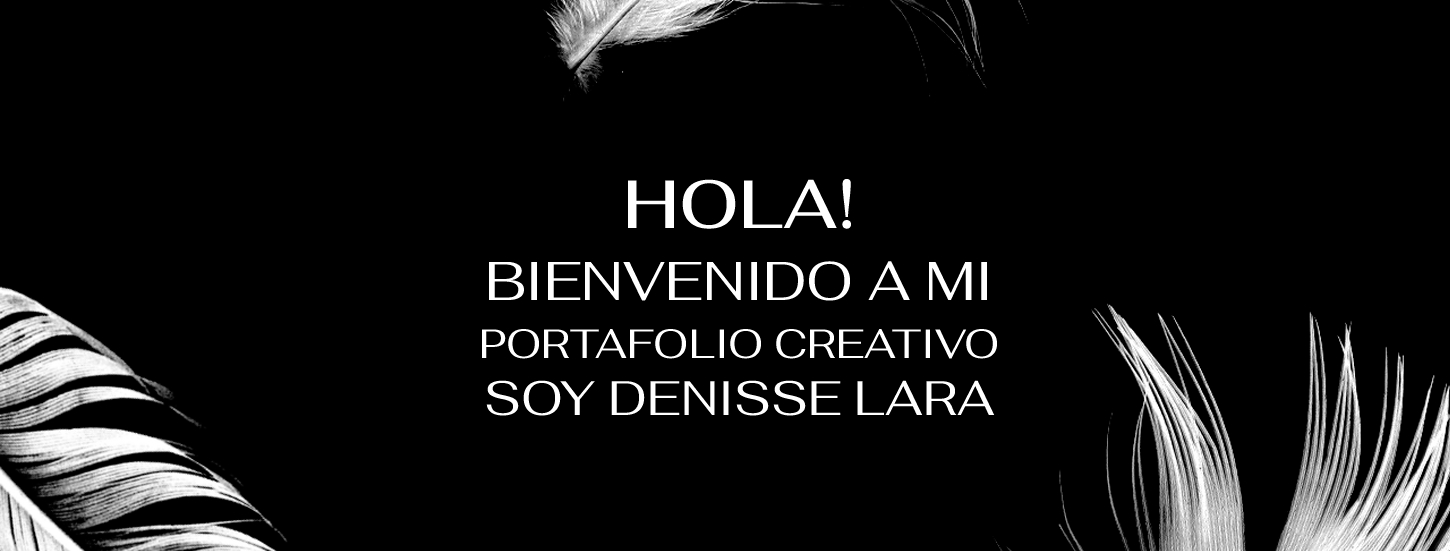 HOLA!
BIENVENIDO A MI
PORTAFOLIO CREATIVO
SOY DENISSE LARA